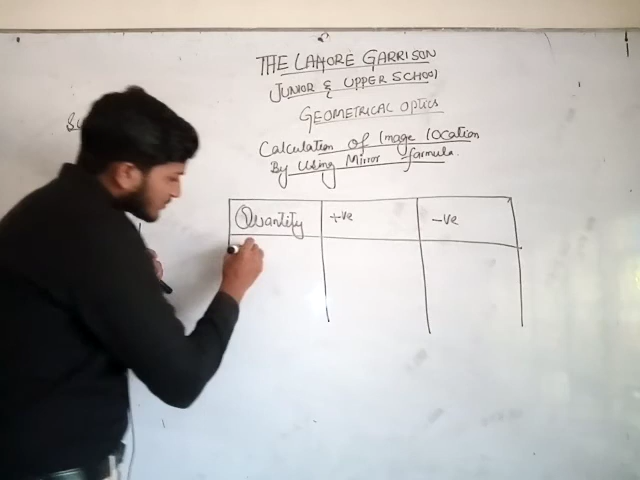 THE LAHORE GARRISON
JUNIOR & UPPER SCHOOL
GEOMETRICAL OPTICS
Calculation of Image location
By Using Mirror formula.
Quantity +ve -ve